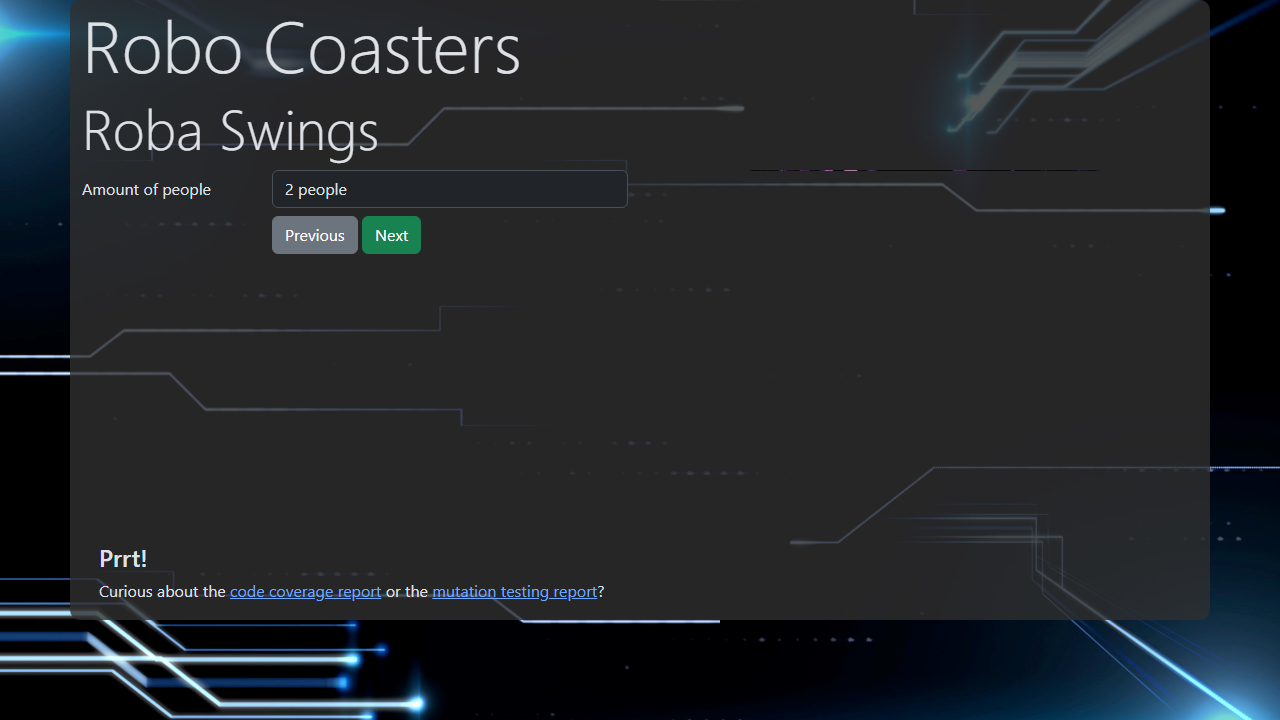 Robo Coasters
Roba Swings
Amount of people
2 people
Previous Next
Prrt!
Curious about the code coverage report or the mutation testing report?